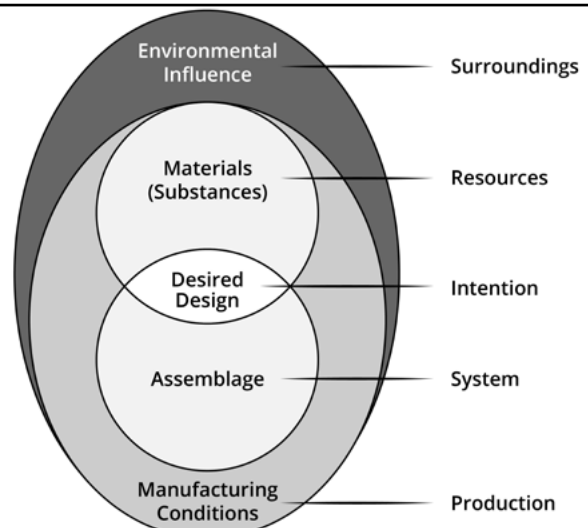 Environmental
Influence
Surroundings
Materials
(Substances)
Resources
Desired
Design
Intention
Assemblage
System
Manufacturing
Conditions
Production